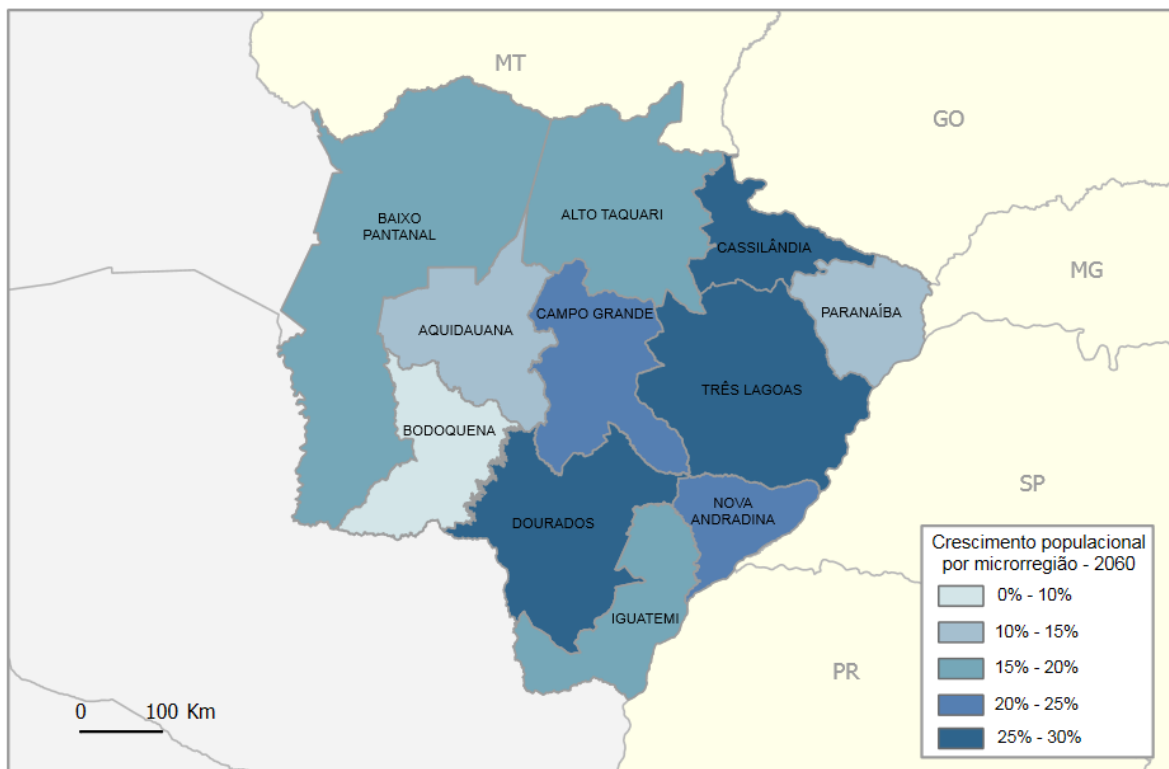 MT
GO
BAIXO
PANTANAL
ALTO TAQUARI
CASSILÂNDIA
MG
CAMPO GRANDE
PARANAÍBA
AQUIDAUANA
TRÊS LAGOAS
BODOQUENA
SP
NOVA
ANDRADINA
DOURADOS
IGUATEMI
PR
Crescimento populacional
por microrregião - 2060
0% - 10%
10% - 15%
15% - 20%
20% - 25%
25% - 30%
0 100 Km